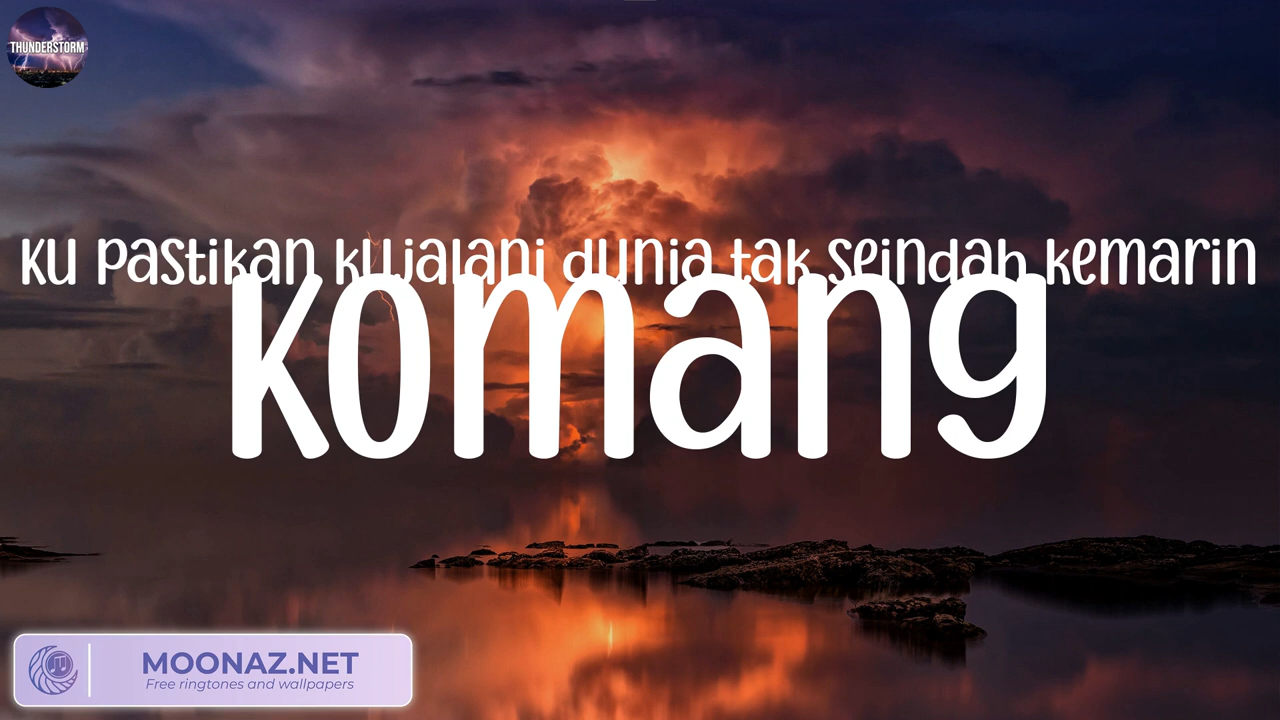 THUNDERSTORM
Ku pastikan kujalani dunia tak seindah kemarin
komang
MOONAZ.NET
Free ringtones and wallpapers